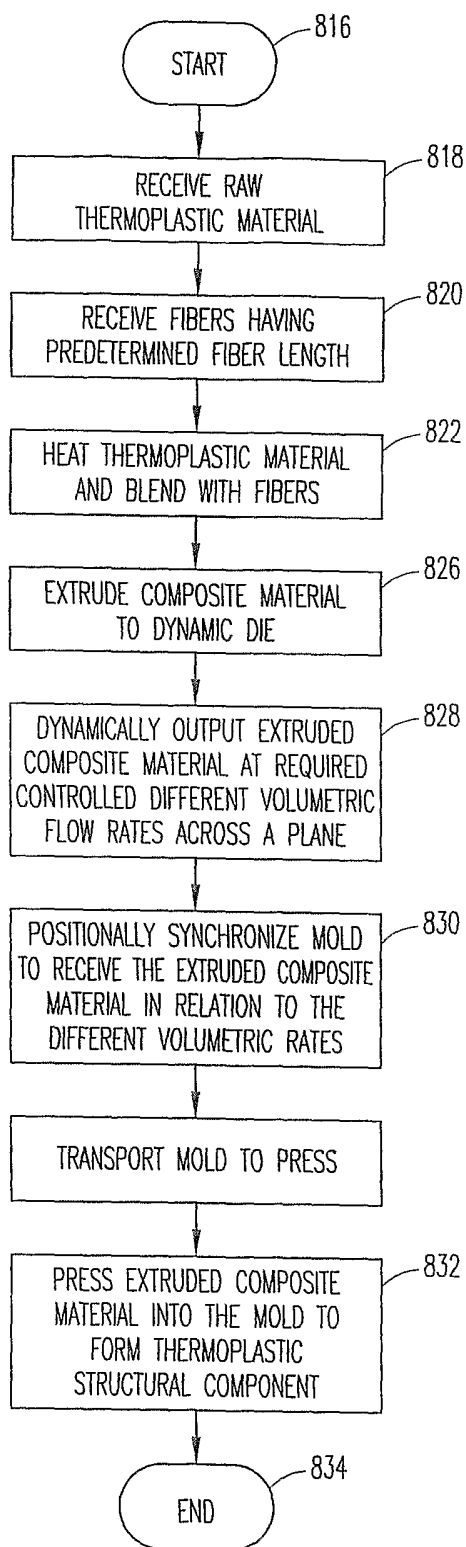 816
START
818
RECEIVE RAW
THERMOPLASTIC MATERIAL
820
RECEIVE FIBERS HAVING
PREDETERMINED FIBER LENGTH
822
HEAT THERMOPLASTIC MATERIAL
AND BLEND WITH FIBERS
826
EXTRUDE COMPOSITE MATERIAL
TO DYNAMIC DIE
828
DYNAMICALLY OUTPUT EXTRUDED
COMPOSITE MATERIAL AT REQUIRED
CONTROLLED DIFFERENT VOLUMETRIC
FLOW RATES ACROSS A PLANE
830
POSITIONALLY SYNCHRONIZE MOLD
TO RECEIVE THE EXTRUDED COMPOSITE
MATERIAL IN RELATION TO THE
DIFFERENT VOLUMETRIC RATES
TRANSPORT MOLD TO PRESS
832
PRESS EXTRUDED COMPOSITE
MATERIAL INTO THE MOLD TO
FORM THERMOPLASTIC
STRUCTURAL COMPONENT
834
END